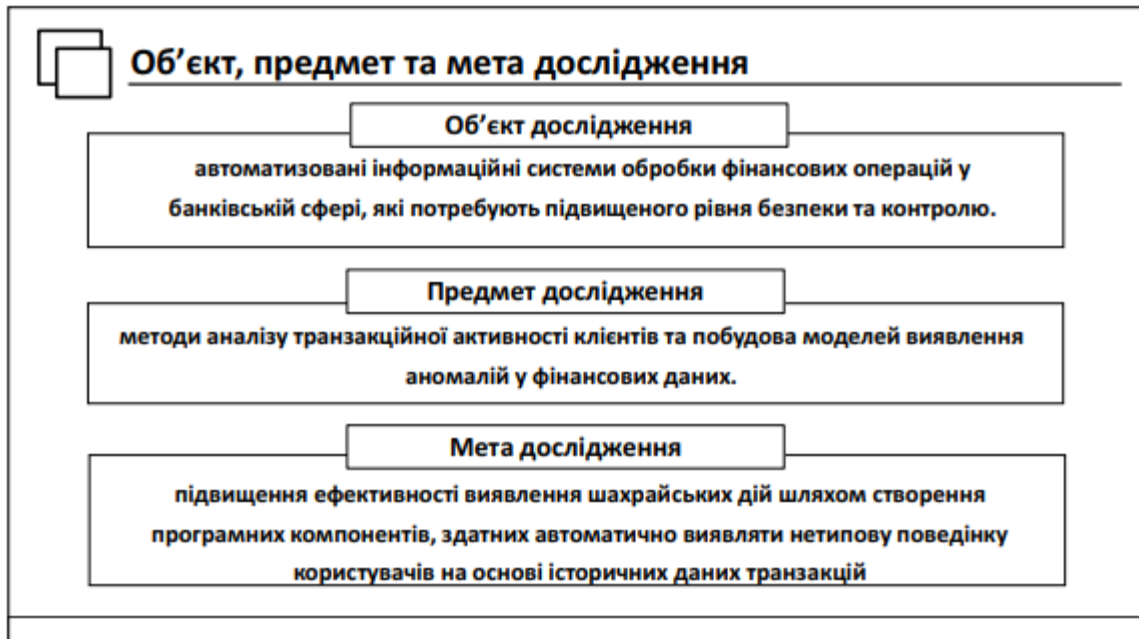 Об’єкт, предмет та мета дослідження
Об’єкт дослідження
автоматизовані інформаційні системи обробки фінансових операцій у
банківській сфері, які потребують підвищеного рівня безпеки та контролю.
Предмет дослідження
методи аналізу транзакційної активності клієнтів та побудова моделей виявлення
аномалій у фінансових даних.
Мета дослідження
підвищення ефективності виявлення шахрайських дій шляхом створення
програмних компонентів, здатних автоматично виявляти нетипову поведінку
користувачів на основі історичних даних транзакцій